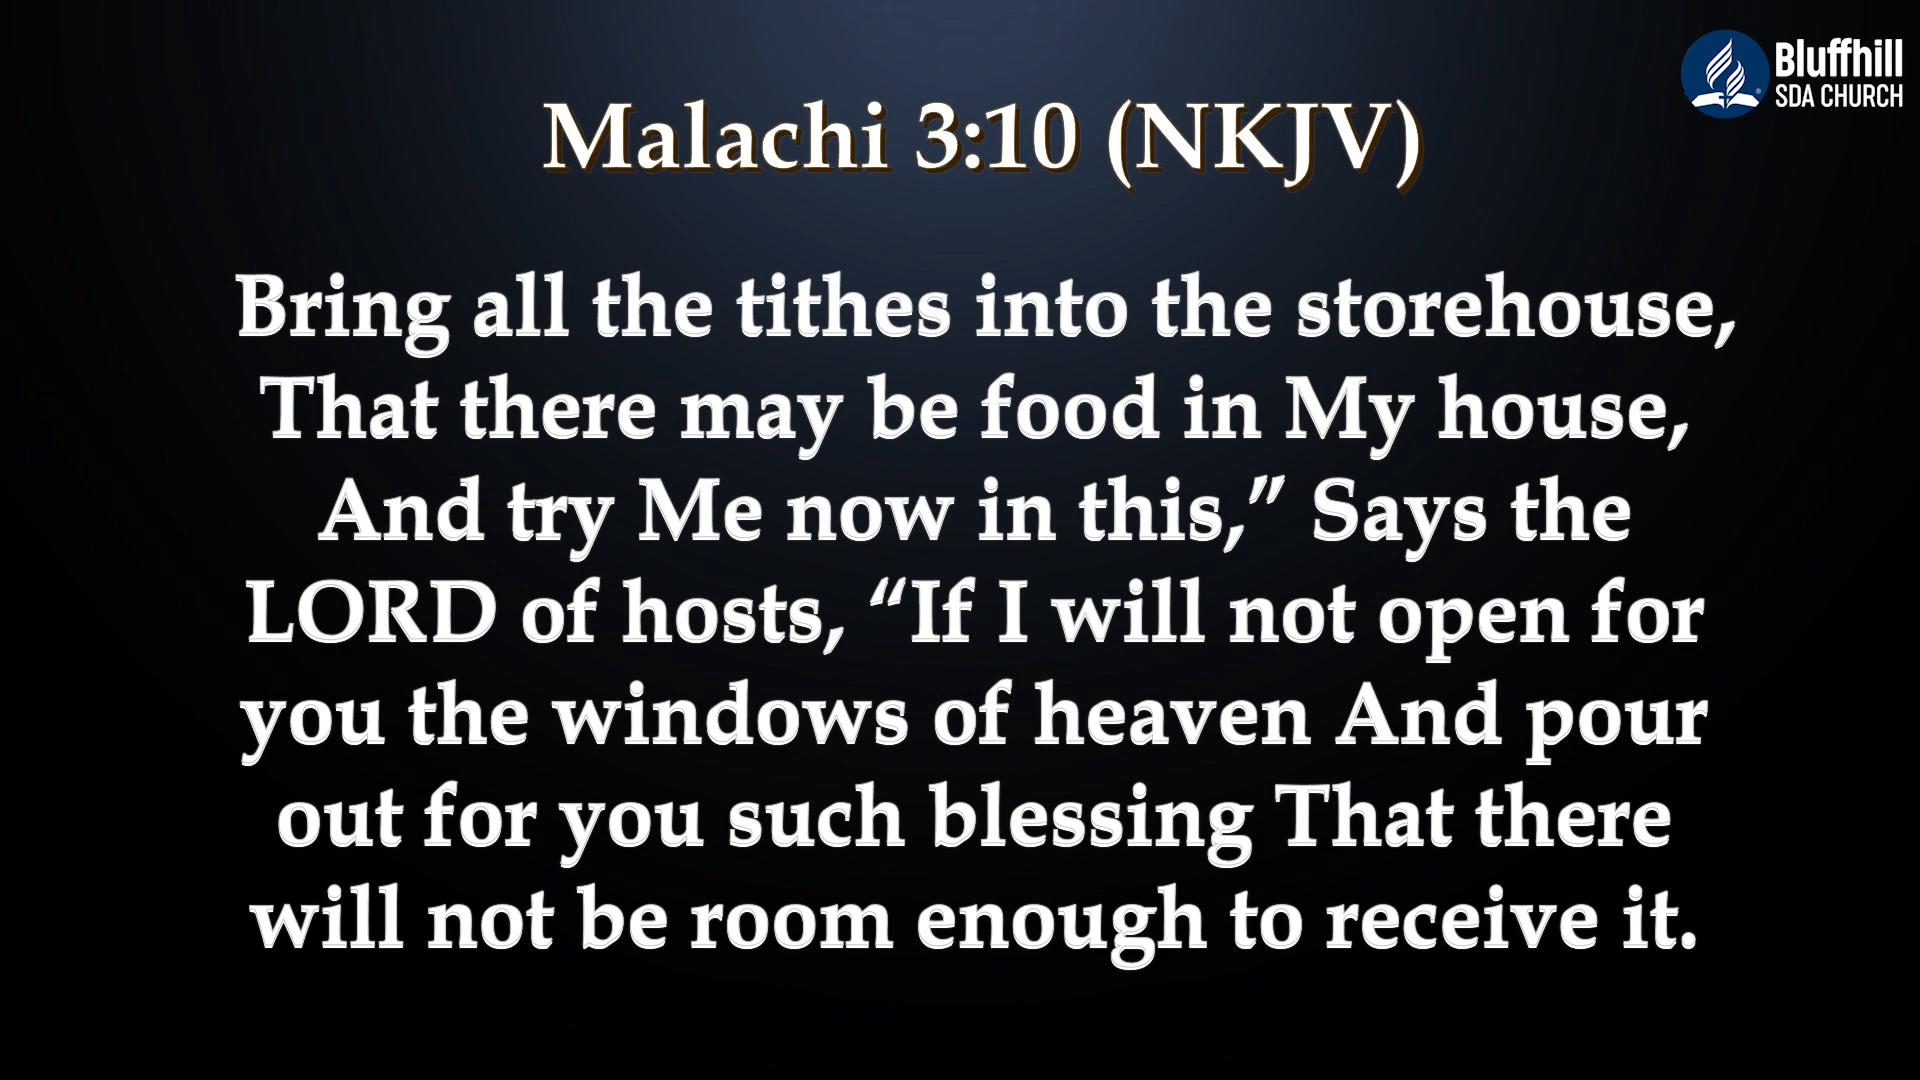 Bluffhill
SDA CHURCH
Malachi 3:10 (NKJV)
Bring all the tithes into the storehouse,
That there may be food in My house,
And try Me now in this,” Says the
LORD of hosts, “If I will not open for
you the windows of heaven And pour
out for you such blessing That there
will not be room enough to receive it.